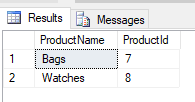 Results Messages
ProductName ProductId
1 Bags 7
2 Watches 8